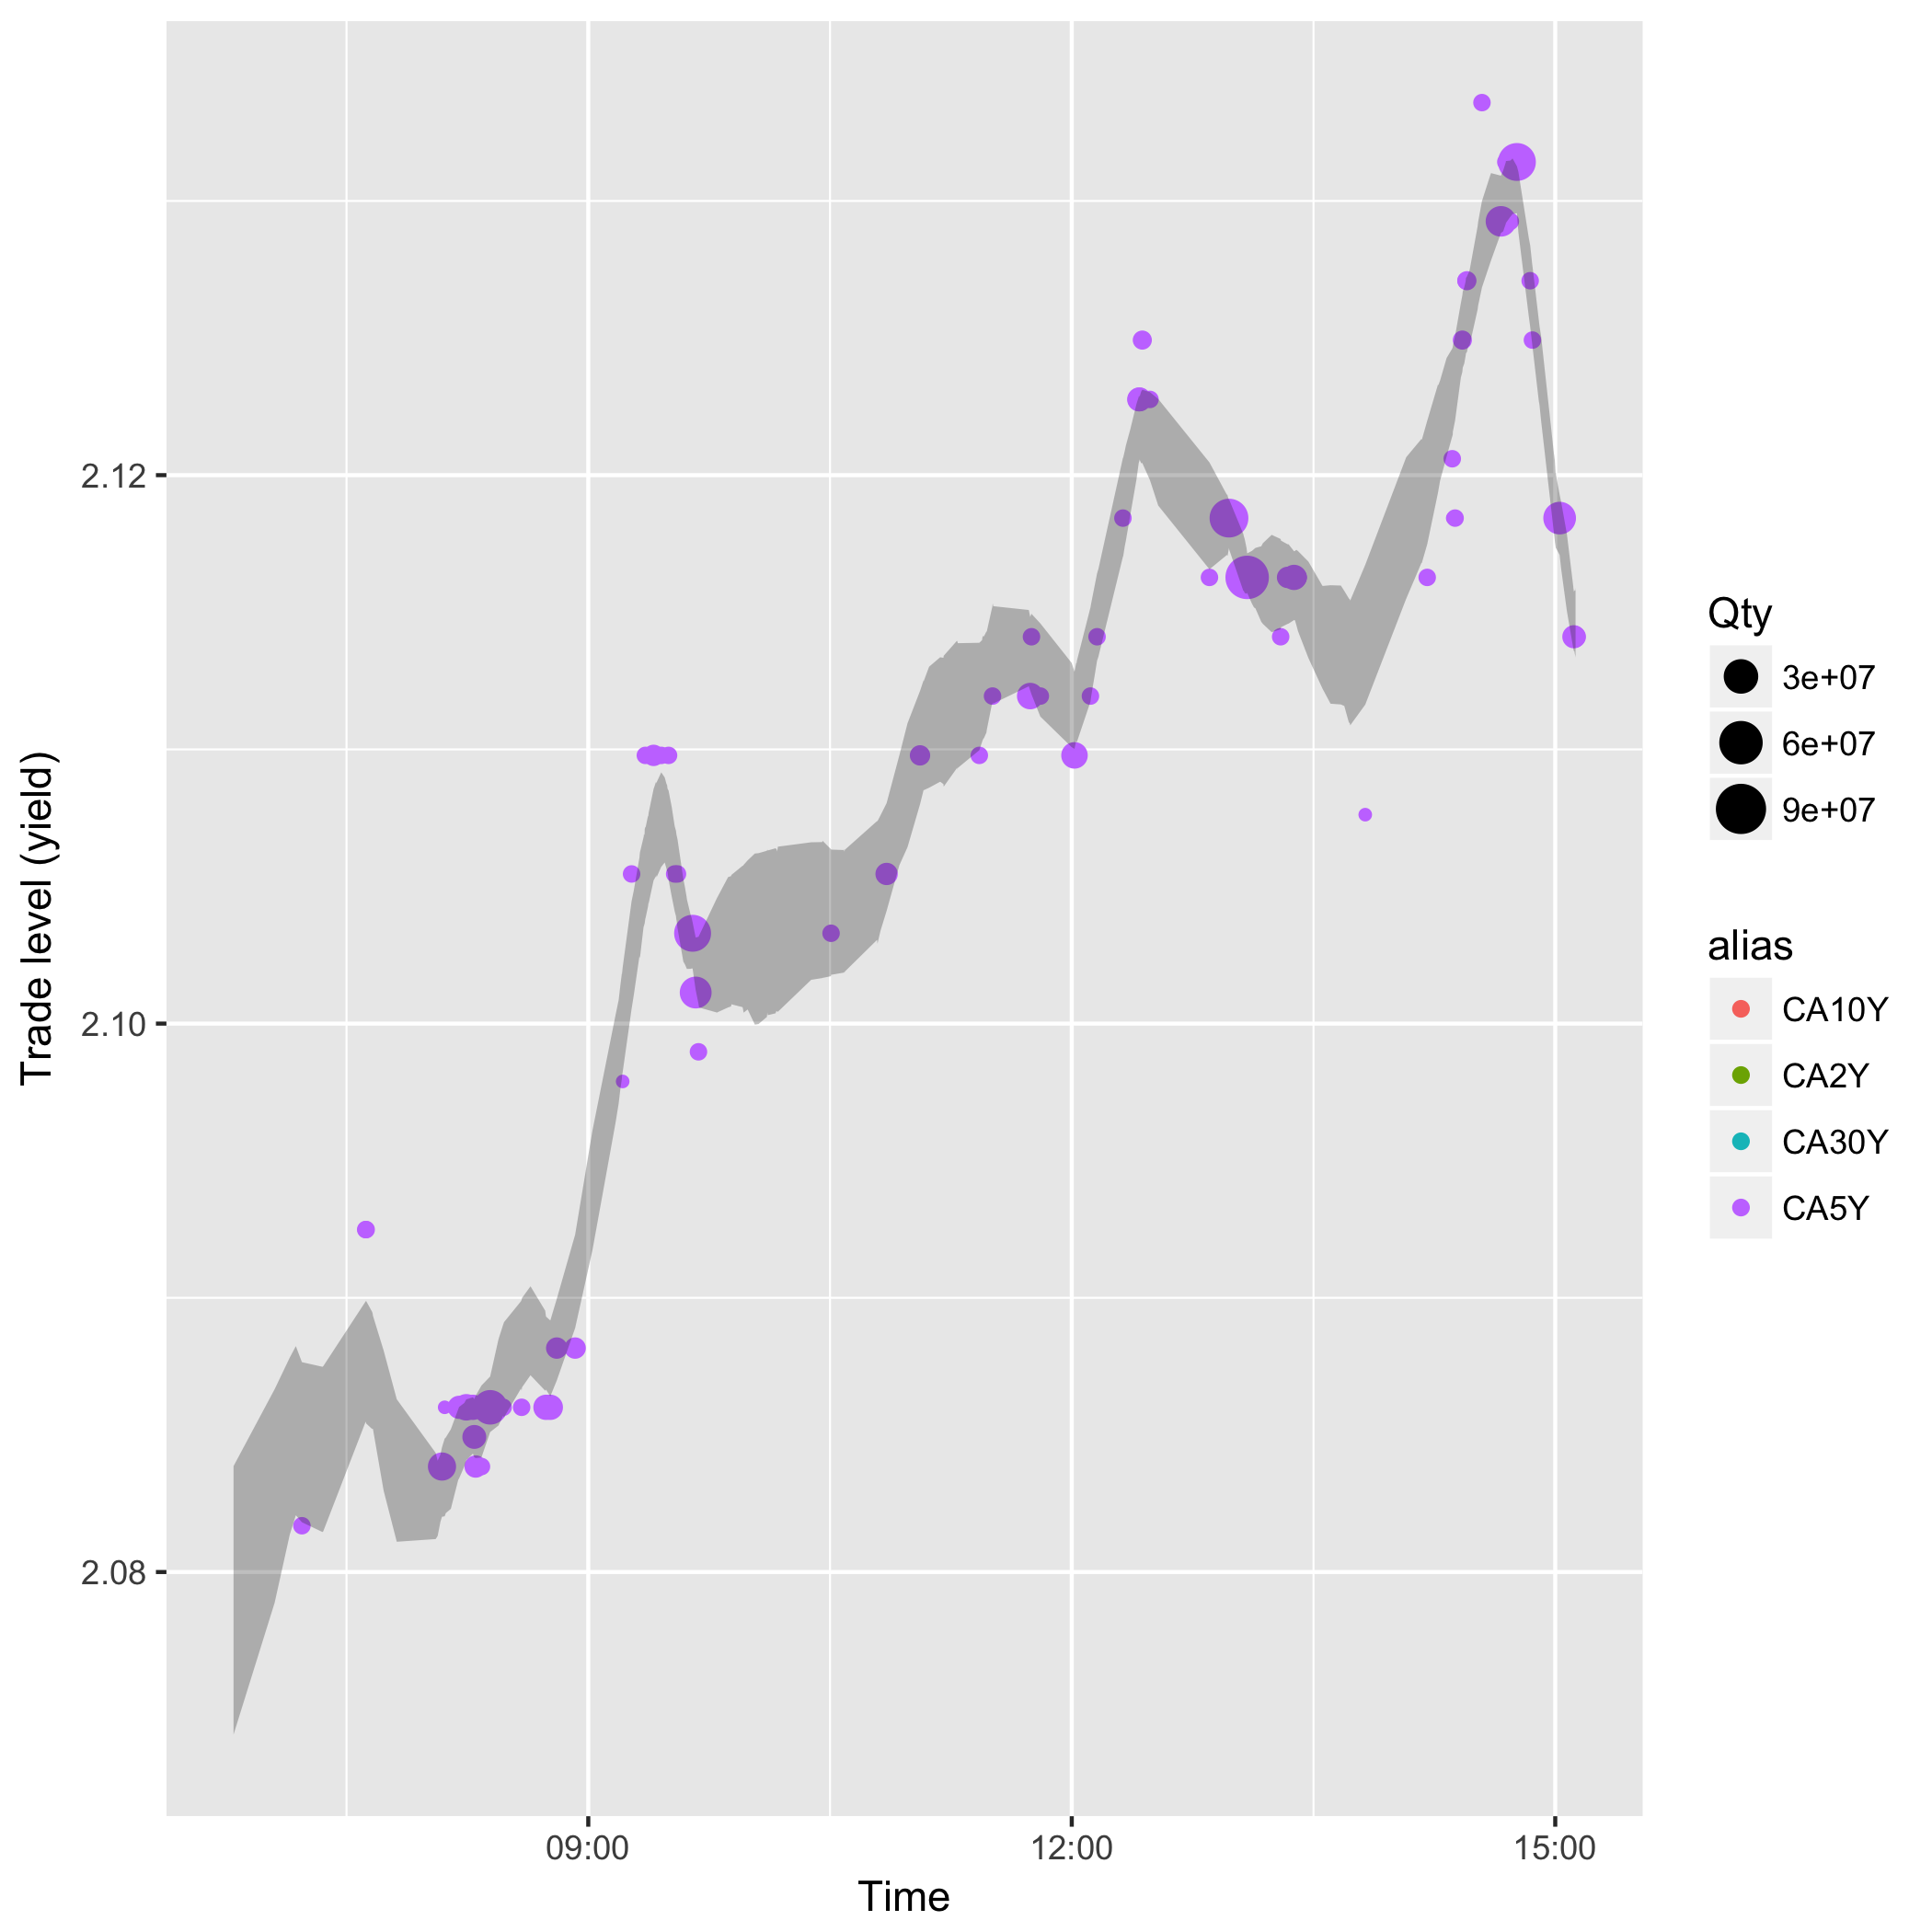 Trade level (yield)
2.12
2.10
2.08
09:00
12:00
15:00
Time
Qty
3e+07
6e+07
9e+07
alias
CA10Y
CA2Y
CA30Y
CA5Y